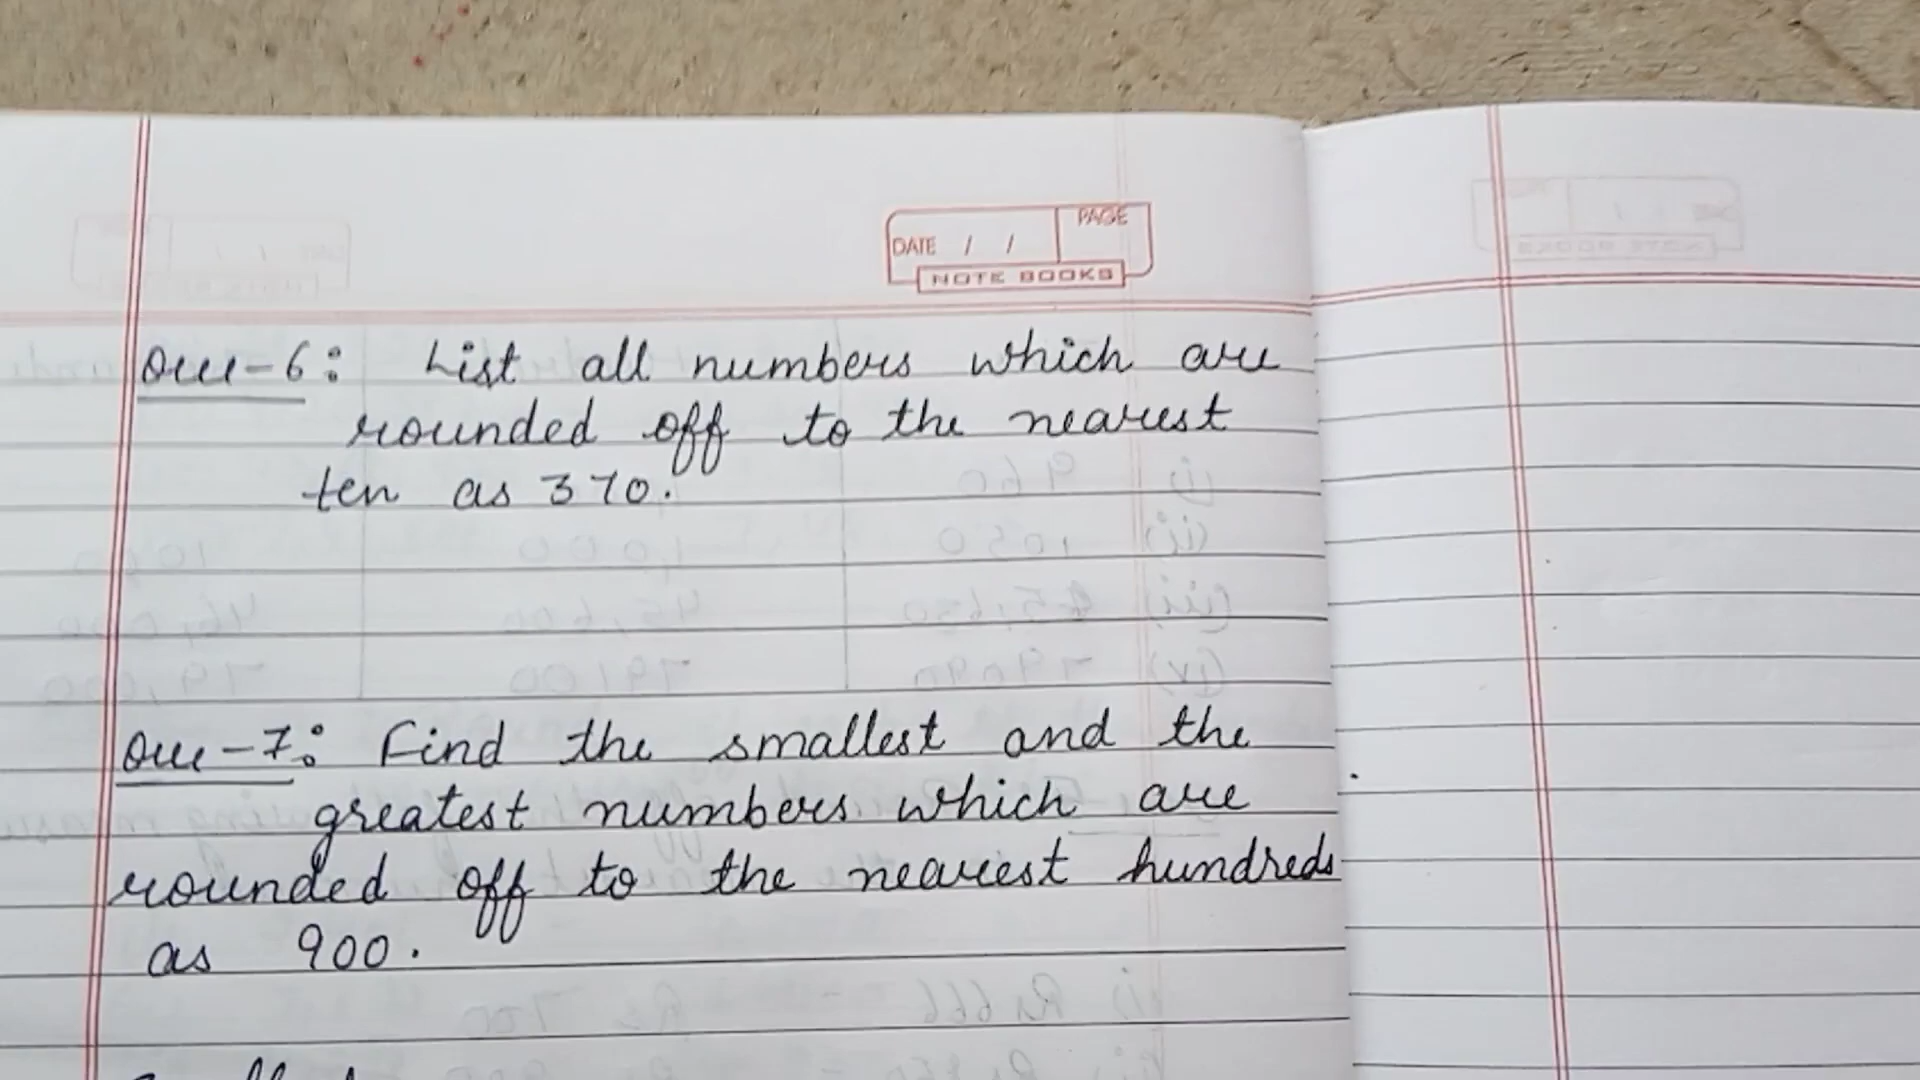 PAGE
DATE / /
NOTE BOOKS
Que-6: List all numbers which are
rounded off to the nearest
ten as 370.
Que-7: Find the smallest and the
greatest numbers which are
rounded off to the nearest hundreds
as 900.